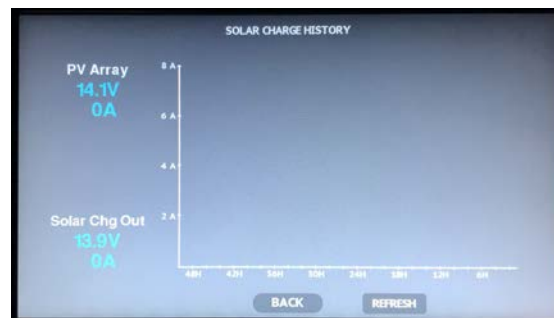 SOLAR CHARGE HISTORY
PV Array
14.1V
0A
8 A
6 A
4 A
2 A
Solar Chg Out
13.9V
0A
48H 42H 36H 30H 24H 18H 12H 6H
BACK REFRESH